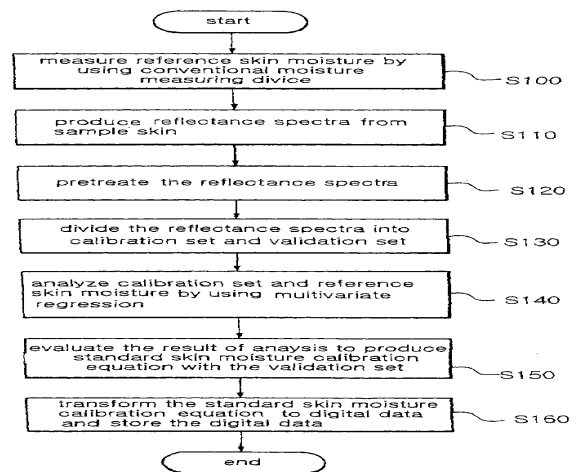 start
measure reference skin moisture by
using conventional moisture
measuring divice
S100
produce reflectance spectra from
sample skin
S110
pretreate the reflectance spectra
S120
divide the reflectance spectra into
calibration set and validation set
S130
analyze calibration set and reference
skin moisture by using multivariate
regression
S140
evaluate the result of anaysis to produce
standard skin moisture calibration
equation with the validation set
S150
transform the standard skin moisture
calibration equation to digital data
and store the digital data
S160
end